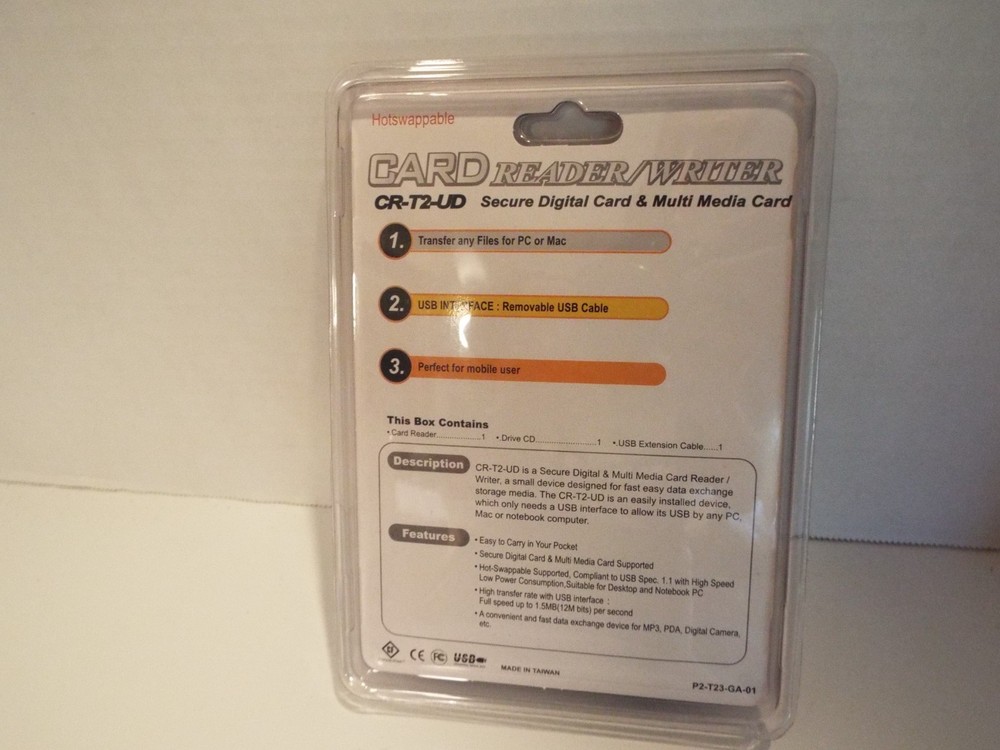 Hotswappable
CARD READER/WRITER
CR-T2-UD Secure Digital Card & Multi Media Card
1. Transfer any Files for PC or Mac
2. USB INTERFACE : Removable USB Cable
3. Perfect for mobile user
This Box Contains
• Card Reader......................1 •.Drive CD..........................1 •.USB Extension Cable......1
Description
CR-T2-UD is a Secure Digital & Multi Media Card Reader /
Writer, a small device designed for fast easy data exchange
storage media. The CR-T2-UD is an easily installed device,
which only needs a USB interface to allow its USB by any PC,
Mac or notebook computer.
Features
• Easy to Carry in Your Pocket
• Secure Digital Card & Multi Media Card Supported
• Hot-Swappable Supported, Compliant to USB Spec. 1.1 with High Speed
Low Power Consumption,Suitable for Desktop and Notebook PC
• High transfer rate with USB interface :
Full speed up to 1.5MB(12M bits) per second
• A convenient and fast data exchange device for MP3, PDA, Digital Camera,
etc.
CE FC USB MADE IN TAIWAN
P2-T23-GA-01